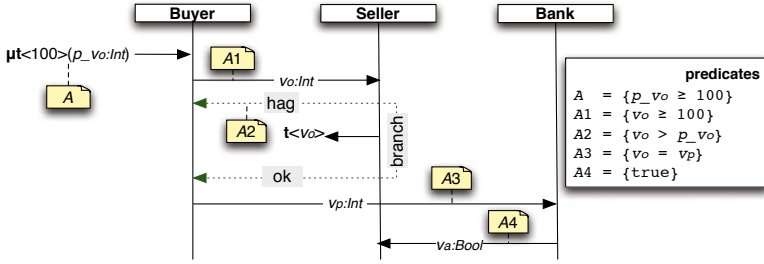 Buyer Seller Bank
μt<100>(p_vo:Int)
A1
vo:Int
A
hag
A2 t<vo>
branch
ok
A3
vp:Int
A4
va:Bool
predicates
A = {p_vo ≥ 100}
A1 = {vo ≥ 100}
A2 = {vo > p_vo}
A3 = {vo = vp}
A4 = {true}